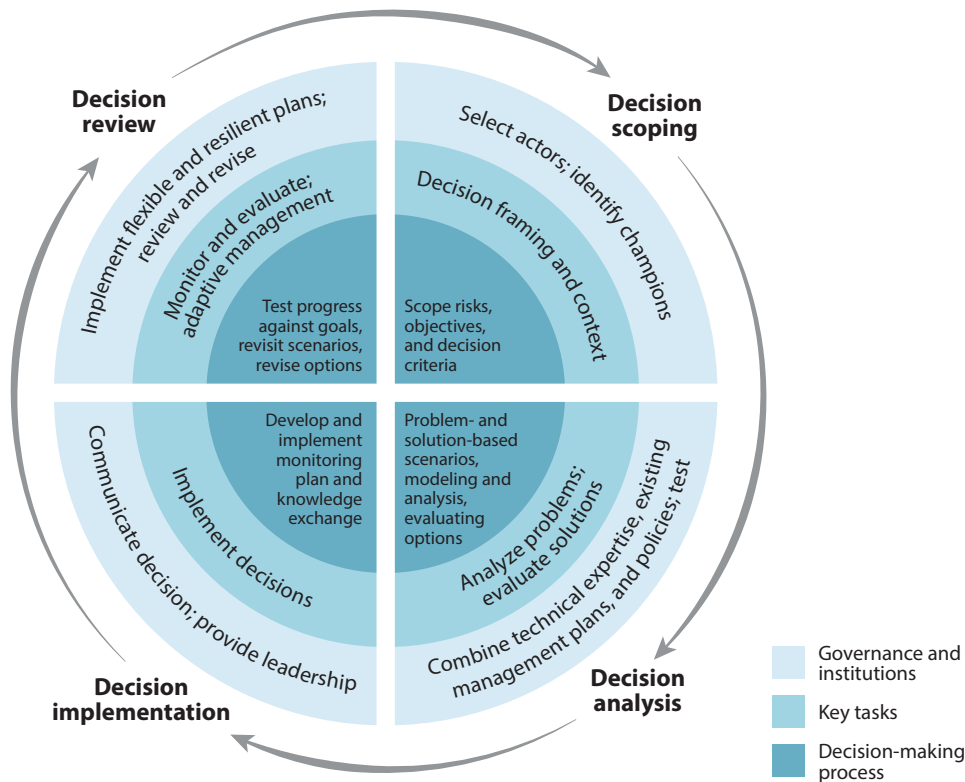 Decision
review
Decision
scoping
Implement flexible and resilient plans;
review and revise
Monitor and evaluate;
adaptive management
Test progress
against goals,
revisit scenarios,
revise options
Select actors; identify champions
Decision framing and context
Scope risks,
objectives,
and decision
criteria
Develop and
implement
monitoring
plan and
knowledge
exchange
Implement decisions
Communicate decision; provide leadership
Problem- and
solution-based
scenarios,
modeling and
analysis,
evaluating
options
Analyze problems;
evaluate solutions
Combine technical expertise, existing
management plans, and policies; test
Decision
implementation
Decision
analysis
Governance and
institutions
Key tasks
Decision-making
process